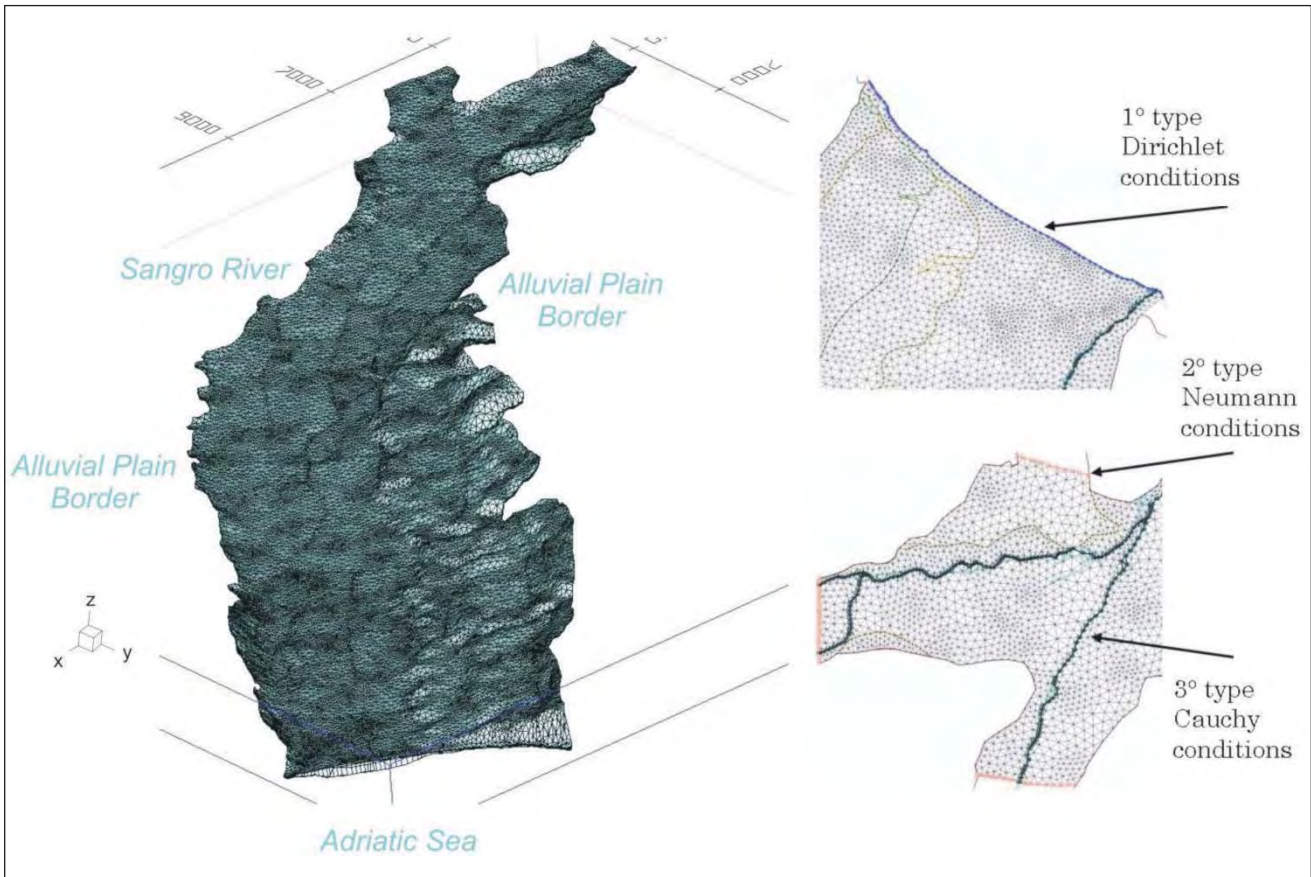 7000
9000
7000
1° type
Dirichlet
conditions
Sangro River
Alluvial Plain
Border
2° type
Neumann
conditions
Alluvial Plain
Border
z
x
y
3° type
Cauchy
conditions
Adriatic Sea